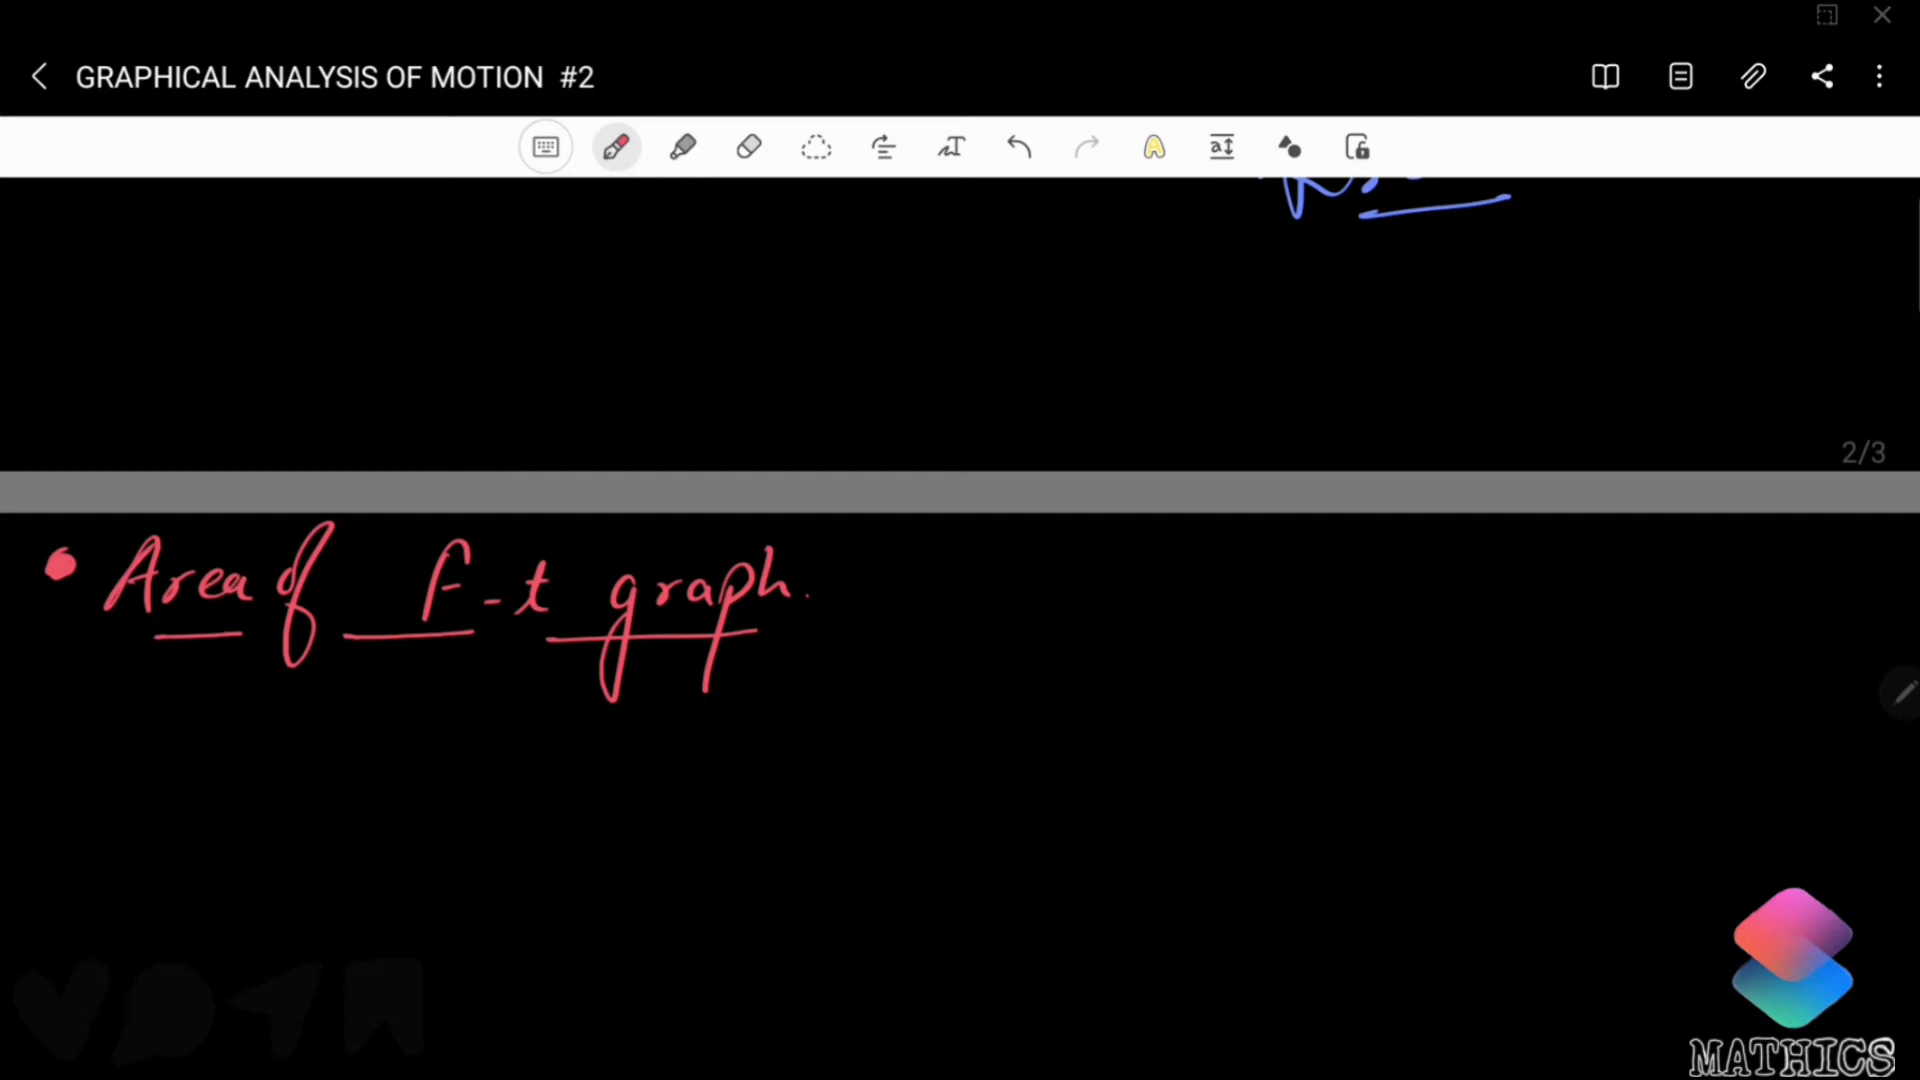 GRAPHICAL ANALYSIS OF MOTION #2
2/3
• Area of F-t graph.
MATHICS